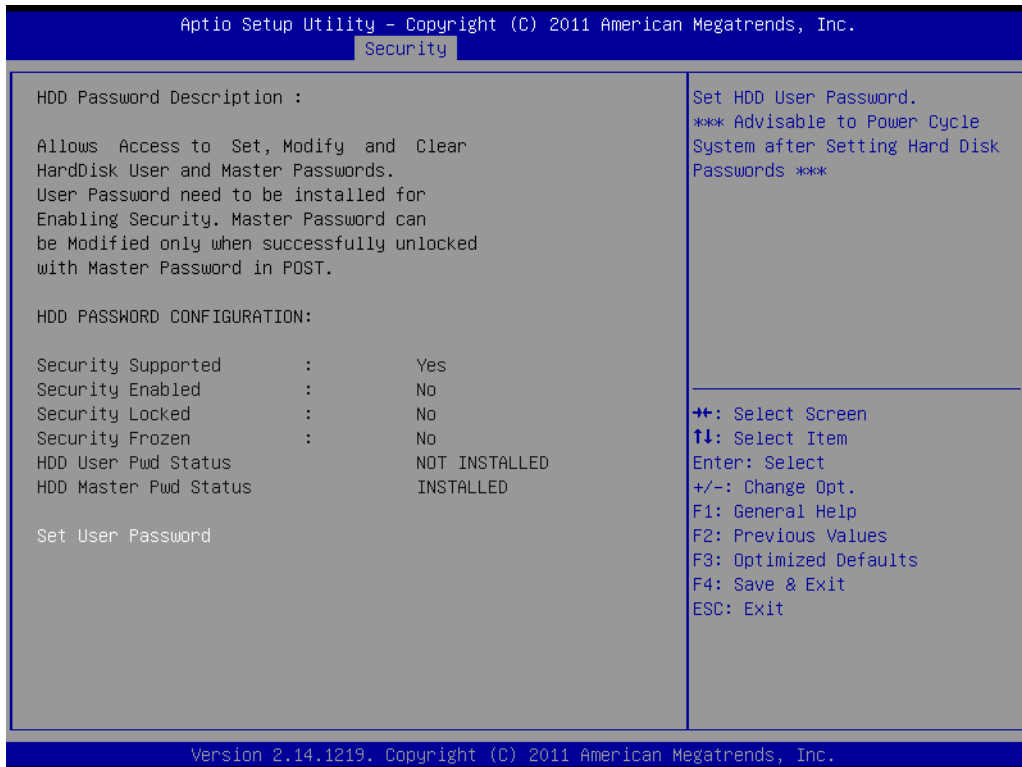 Aptio Setup Utility – Copyright (C) 2011 American Megatrends, Inc.
Security
HDD Password Description :
Allows Access to Set, Modify and Clear
HardDisk User and Master Passwords.
User Password need to be installed for
Enabling Security. Master Password can
be Modified only when successfully unlocked
with Master Password in POST.
HDD PASSWORD CONFIGURATION:
Security Supported : Yes
Security Enabled : No
Security Locked : No
Security Frozen : No
HDD User Pwd Status NOT INSTALLED
HDD Master Pwd Status INSTALLED
Set User Password
Set HDD User Password.
*** Advisable to Power Cycle
System after Setting Hard Disk
Passwords ***
→←: Select Screen
↑↓: Select Item
Enter: Select
+/-: Change Opt.
F1: General Help
F2: Previous Values
F3: Optimized Defaults
F4: Save & Exit
ESC: Exit
Version 2.14.1219. Copyright (C) 2011 American Megatrends, Inc.